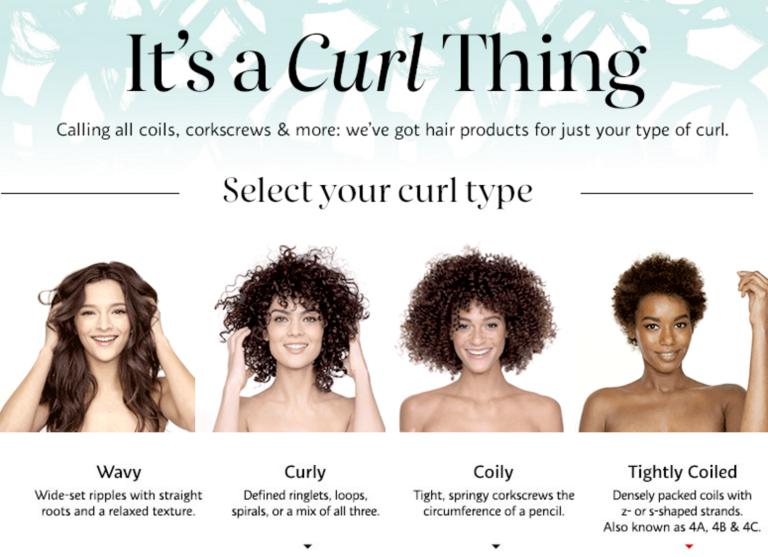 It's a Curl Thing
Calling all coils, corkscrews & more: we've got hair products for just your type of curl.
Select your curl type
Wavy
Wide-set ripples with straight
roots and a relaxed texture.
Curly
Defined ringlets, loops,
spirals, or a mix of all three.
Coily
Tight, springy corkscrews the
circumference of a pencil.
Tightly Coiled
Densely packed coils with
z- or s-shaped strands.
Also known as 4A, 4B & 4C.